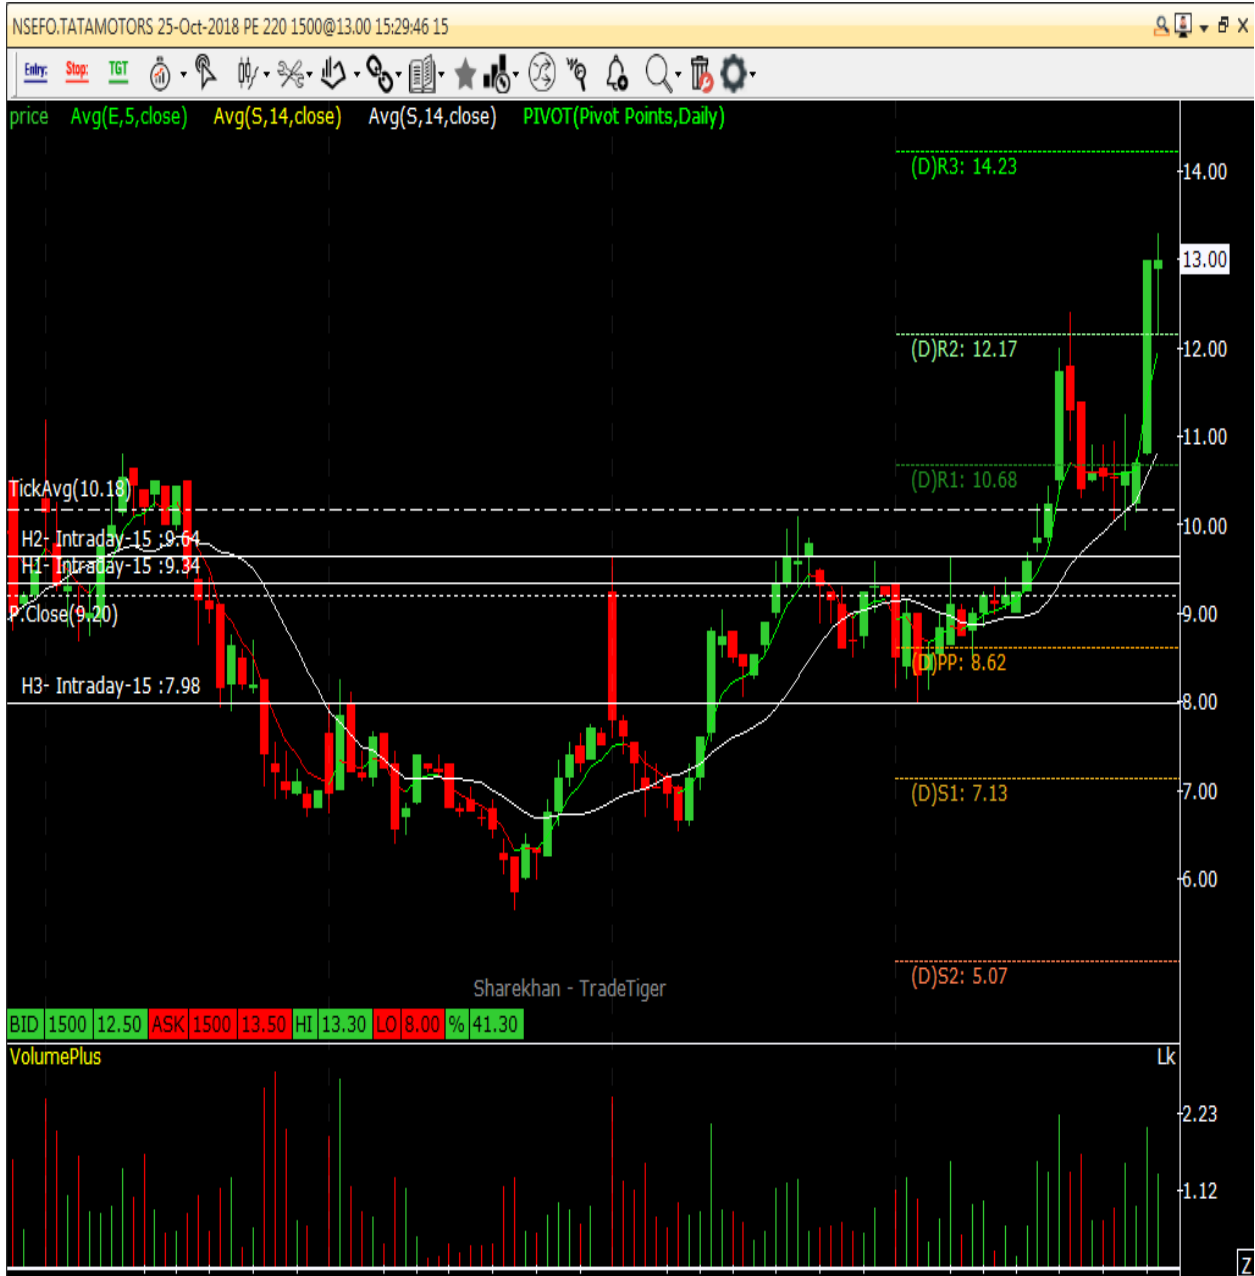 NSEFO.TATAMOTORS 25-Oct-2018 PE 220 1500@13.00 15:29:46 15
Entry: Stop: TGT
price Avg(E,5,close) Avg(S,14,close) Avg(S,14,close) PIVOT(Pivot Points,Daily)
(D)R3: 14.23
14.00
13.00
(D)R2: 12.17
12.00
11.00
(D)R1: 10.68
TickAvg(10.18)
10.00
H2- Intraday-15 :9.64
H1- Intraday-15 :9.34
P.Close(9.20)
9.00
(D)PP: 8.62
H3- Intraday-15 :7.98
8.00
(D)S1: 7.13
7.00
6.00
(D)S2: 5.07
Sharekhan - TradeTiger
BID 1500 12.50 ASK 1500 13.50 HI 13.30 LO 8.00 % 41.30
VolumePlus Lk
2.23
1.12
Z